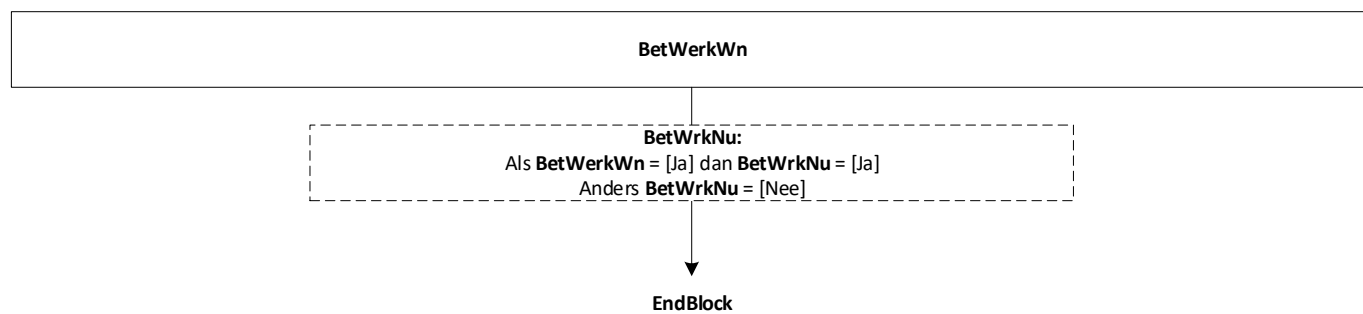 BetWerkWn
BetWrkNu:
Als BetWerkWn = [Ja] dan BetWrkNu = [Ja]
Anders BetWrkNu = [Nee]
EndBlock